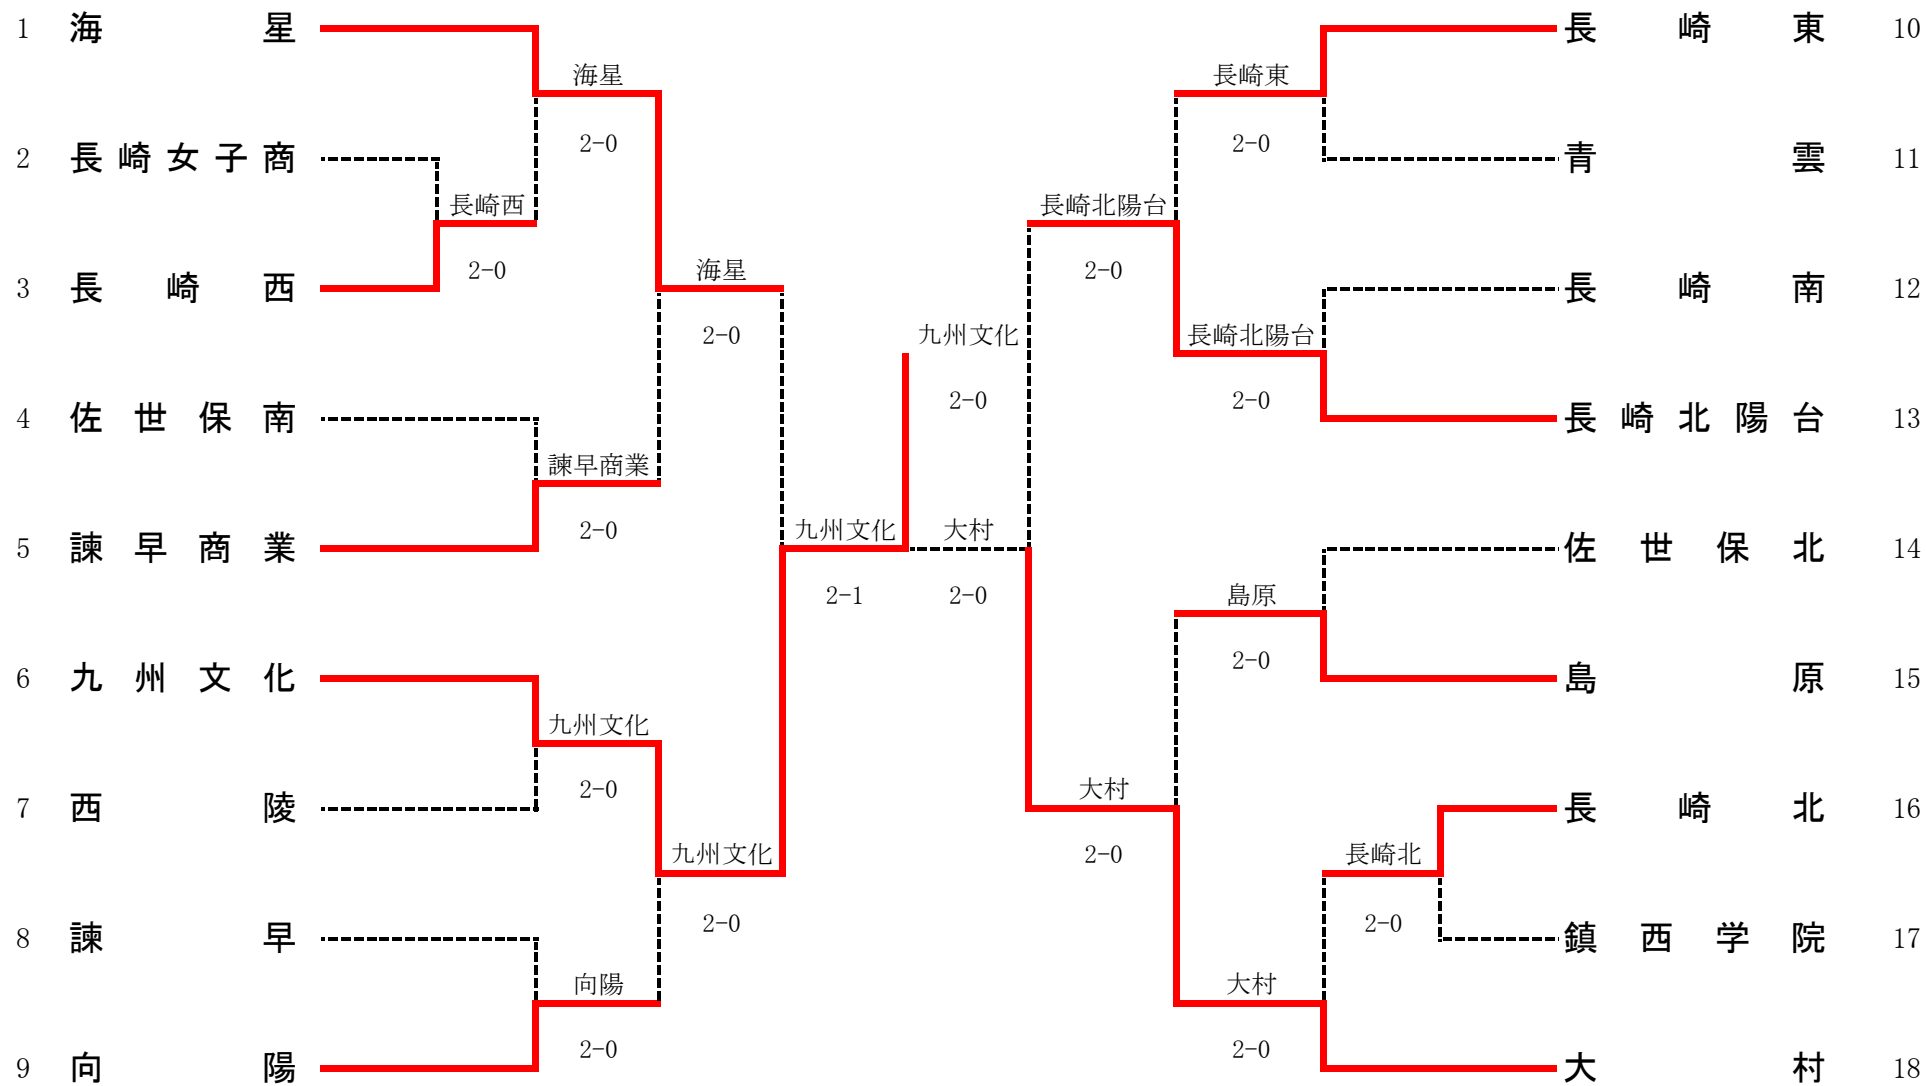 1 海星 長崎東 10
海星 長崎東
2-0 2-0
2 長崎女子商 青雲 11
長崎西 長崎北陽台
2-0 海星 2-0
3 長崎西 長崎南 12
2-0 九州文化 長崎北陽台
2-0 2-0
4 佐世保南 長崎北陽台 13
諫早商業
2-0 九州文化 大村
5 諫早商業 佐世保北 14
2-1 2-0 島原
2-0
6 九州文化 島原 15
九州文化
2-0 大村
7 西陵 長崎北 16
九州文化 2-0 長崎北
2-0 2-0
8 諫早 鎮西学院 17
向陽 大村
2-0 2-0
9 向陽 大村 18